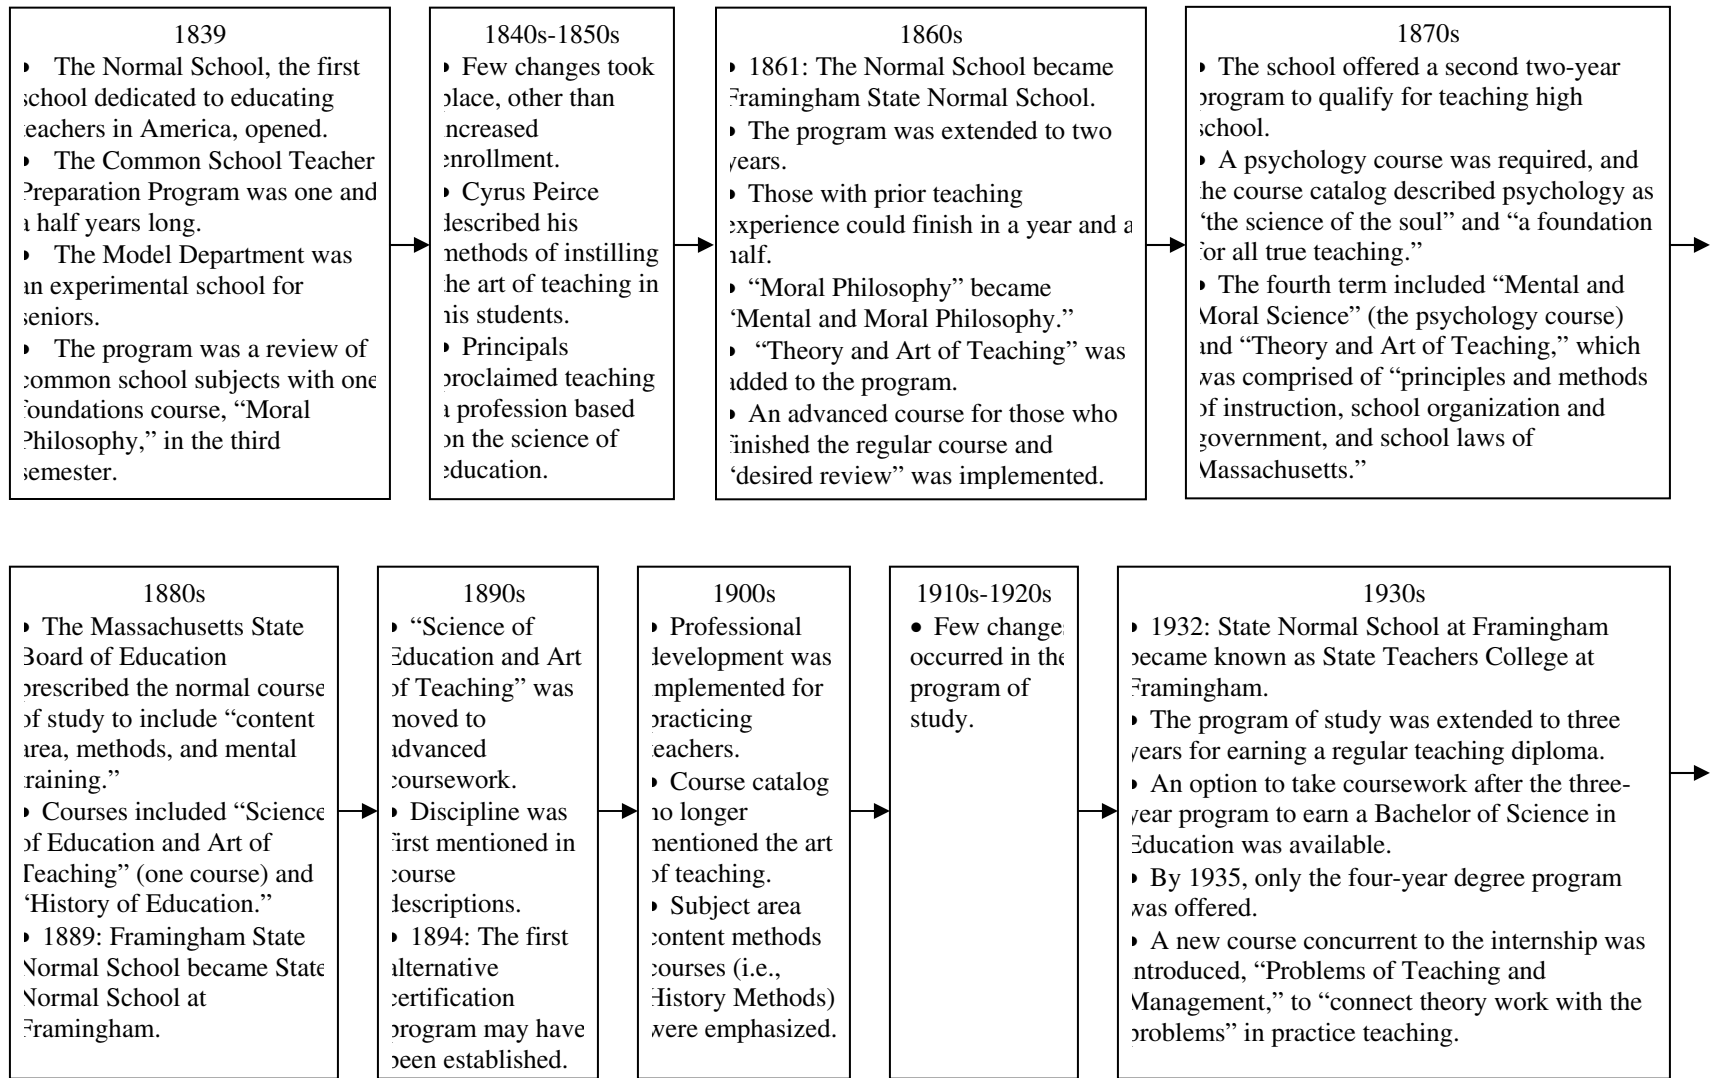 1839
• The Normal School, the first
school dedicated to educating
teachers in America, opened.
• The Common School Teacher
Preparation Program was one and
a half years long.
• The Model Department was
an experimental school for
seniors.
• The program was a review of
common school subjects with one
foundations course, “Moral
Philosophy,” in the third
semester.
1840s-1850s
• Few changes took
place, other than
increased
enrollment.
• Cyrus Peirce
described his
methods of instilling
the art of teaching in
his students.
• Principals
proclaimed teaching
a profession based
on the science of
education.
1860s
• 1861: The Normal School became
Framingham State Normal School.
• The program was extended to two
years.
• Those with prior teaching
experience could finish in a year and a
half.
• “Moral Philosophy” became
“Mental and Moral Philosophy.”
• “Theory and Art of Teaching” was
added to the program.
• An advanced course for those who
finished the regular course and
“desired review” was implemented.
1870s
• The school offered a second two-year
program to qualify for teaching high
school.
• A psychology course was required, and
the course catalog described psychology as
“the science of the soul” and “a foundation
for all true teaching.”
• The fourth term included “Mental and
Moral Science” (the psychology course)
and “Theory and Art of Teaching,” which
was comprised of “principles and methods
of instruction, school organization and
government, and school laws of
Massachusetts.”
1880s
• The Massachusetts State
Board of Education
prescribed the normal course
of study to include “content
area, methods, and mental
training.”
• Courses included “Science
of Education and Art of
Teaching” (one course) and
“History of Education.”
• 1889: Framingham State
Normal School became State
Normal School at
Framingham.
1890s
• “Science of
Education and Art
of Teaching” was
moved to
advanced
coursework.
• Discipline was
first mentioned in
course
descriptions.
• 1894: The first
alternative
certification
program may have
been established.
1900s
• Professional
development was
implemented for
practicing
teachers.
• Course catalog
no longer
mentioned the art
of teaching.
• Subject area
content methods
courses (i.e.,
History Methods)
were emphasized.
1910s-1920s
• Few changes
occurred in the
program of
study.
1930s
• 1932: State Normal School at Framingham
became known as State Teachers College at
Framingham.
• The program of study was extended to three
years for earning a regular teaching diploma.
• An option to take coursework after the three-
year program to earn a Bachelor of Science in
Education was available.
• By 1935, only the four-year degree program
was offered.
• A new course concurrent to the internship was
introduced, “Problems of Teaching and
Management,” to “connect theory work with the
problems” in practice teaching.